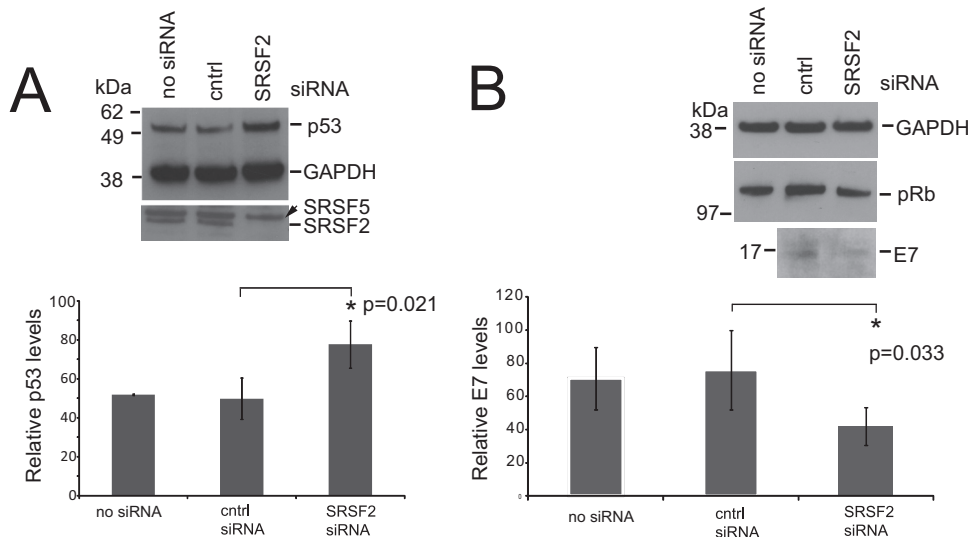 A
no siRNA
cntrl
SRSF2
siRNA
kDa
62
49
38
p53
GAPDH
SRSF5
SRSF2
Relative p53 levels
100
80
60
40
20
0
* p=0.021
no siRNA
cntrl
siRNA
SRSF2
siRNA
B
no siRNA
cntrl
SRSF2
siRNA
kDa
38
GAPDH
pRb
97
17
E7
Relative E7 levels
120
100
80
60
40
20
0
*
p=0.033
no siRNA
cntrl
siRNA
SRSF2
siRNA